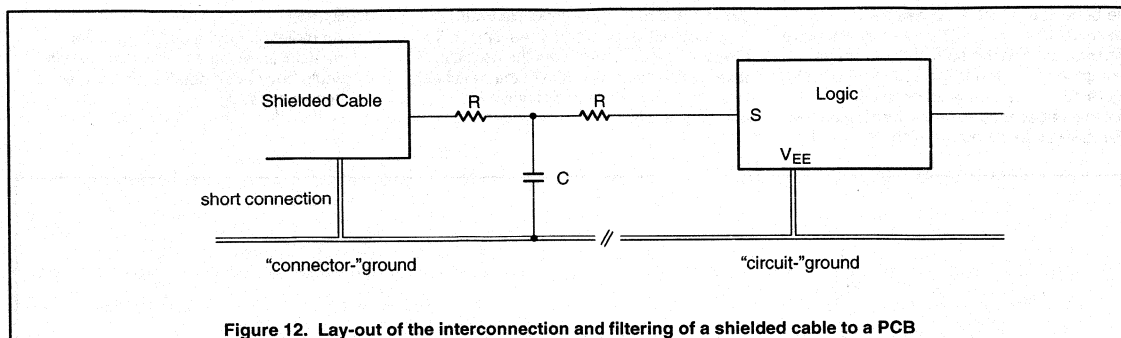 Shielded Cable
R
R
Logic
S
VEE
C
short connection
“connector-”ground
“circuit-”ground
Figure 12. Lay-out of the interconnection and filtering of a shielded cable to a PCB